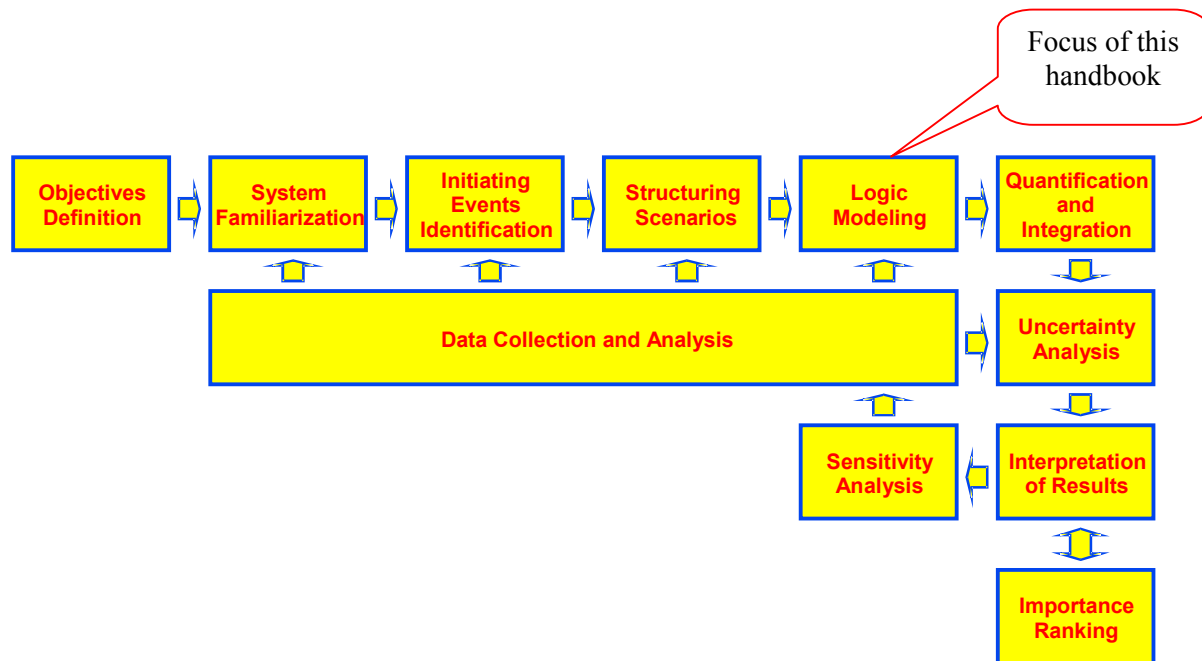 Focus of this
handbook
Objectives
Definition
System
Familiarization
Initiating
Events
Identification
Structuring
Scenarios
Logic
Modeling
Quantification
and
Integration
Data Collection and Analysis
Uncertainty
Analysis
Sensitivity
Analysis
Interpretation
of Results
Importance
Ranking